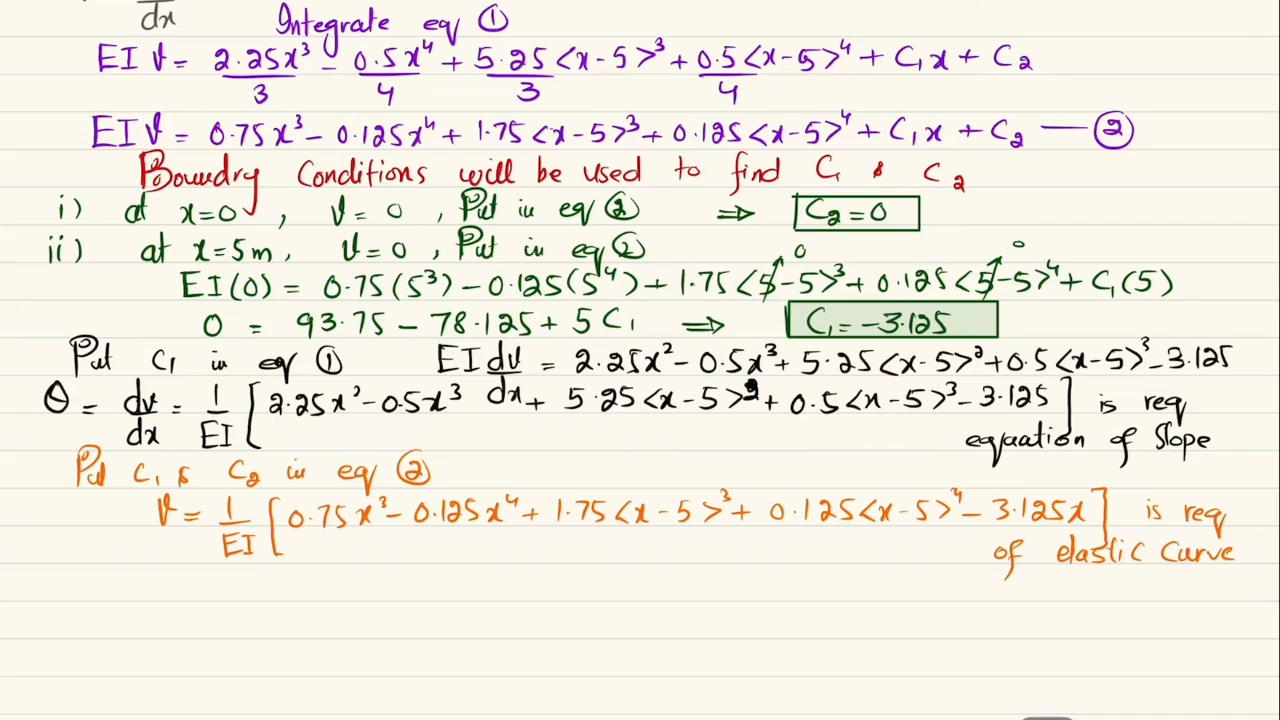 dx Integrate eq ①
EI v = 2.25x³/3 − 0.5x⁴/4 + 5.25<x-5>³/3 + 0.5<x-5>⁴/4 + C₁x + C₂
EI v = 0.75x³ − 0.125x⁴ + 1.75<x-5>³ + 0.125<x-5>⁴ + C₁x + C₂ — ②
Boundry Conditions will be used to find C₁ & C₂
i) at x=0, v=0, Put in eq ② ⇒ C₂=0
ii) at x=5m, v=0, Put in eq ②
0 0
EI(0) = 0.75(5³) − 0.125(5⁴) + 1.75<5-5>³ + 0.125<5-5>⁴ + C₁(5)
0 = 93.75 − 78.125 + 5C₁ ⇒ C₁=-3.125
Put C₁ in eq ① EI dv/dx = 2.25x² − 0.5x³ + 5.25<x-5>² + 0.5<x-5>³ − 3.125
θ = dv/dx = 1/EI [2.25x² − 0.5x³ + 5.25<x-5>² + 0.5<x-5>³ − 3.125] is req
equation of slope
Put C₁ & C₂ in eq ②
v = 1/EI [0.75x³ − 0.125x⁴ + 1.75<x-5>³ + 0.125<x-5>⁴ − 3.125x] is req
of elastic curve